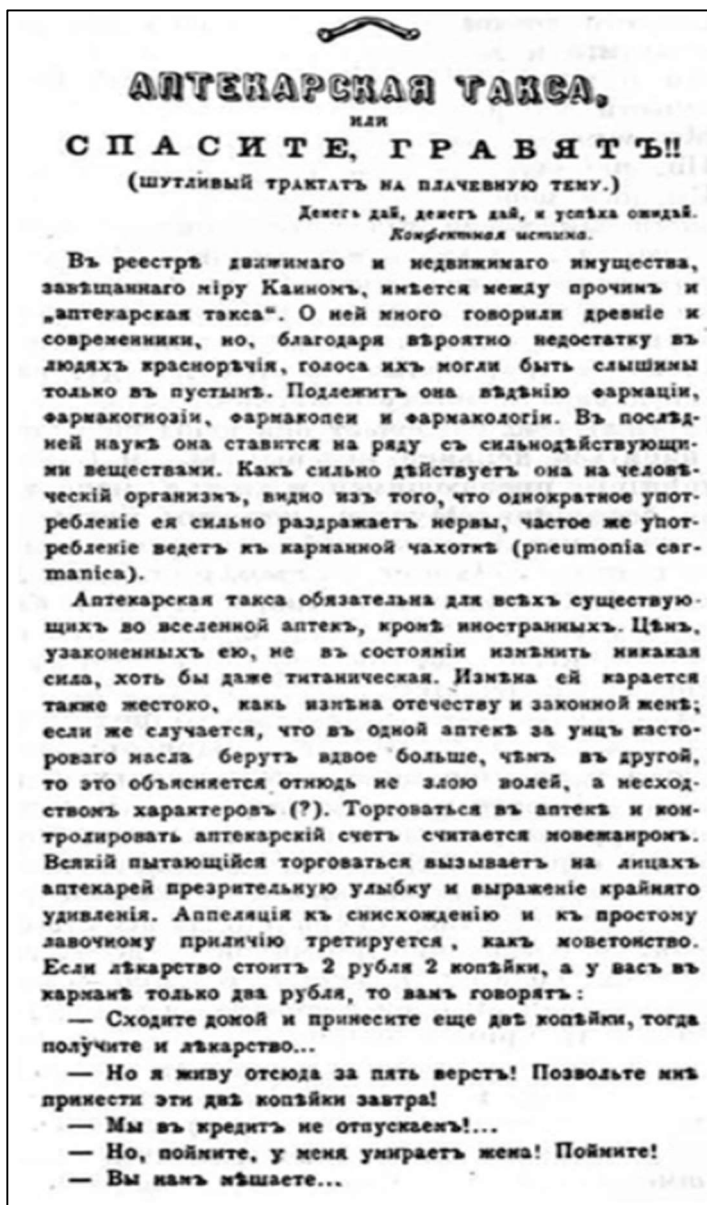 АПТЕКАРСКАЯ ТАКСА,
ИЛИ
СПАСИТЕ, ГРАБЯТЪ!!
(ШУТЛИВЫЙ ТРАКТАТЪ НА ПЛАЧЕВНУЮ ТЕМУ.)
Денегъ дай, денегъ дай, и успѣха ожидай.
Конфектная истина.
Въ реестрѣ движимаго и недвижимаго имущества,
завѣщаннаго міру Каиномъ, имѣется между прочимъ и
„аптекарская такса“. О ней много говорили древніе и
современники, но, благодаря вѣроятно недостатку въ
людяхъ краснорѣчія, голоса ихъ могли быть слышимы
только въ пустынѣ. Подлежитъ она вѣдѣнію фармаціи,
фармакогнозіи, фармакопеи и фармакологіи. Въ послѣд-
ней наукѣ она ставится на ряду съ сильнодѣйствующи-
ми веществами. Какъ сильно дѣйствуетъ она на человѣ-
ческій организмъ, видно изъ того, что однократное упот-
ребленіе ея сильно раздражаетъ нервы, частое же упот-
ребленіе ведетъ къ карманной чахоткѣ (pneumonia car-
manica).
Аптекарская такса обязательна для всѣхъ существую-
щихъ во вселенной аптекъ, кромѣ иностранныхъ. Цѣнъ,
узаконенныхъ ею, не въ состояніи измѣнить никакая
сила, хоть бы даже титаническая. Измѣна ей карается
также жестоко, какъ измѣна отечеству и законной женѣ;
если же случается, что въ одной аптекѣ за унцъ касто-
роваго масла берутъ вдвое больше, чѣмъ въ другой,
то это объясняется отнюдь не злою волей, а несход-
ствомъ характеровъ (?). Торговаться въ аптекѣ и кон-
тролировать аптекарскій счетъ считается мовежанромъ.
Всякій пытающійся торговаться вызываетъ на лицахъ
аптекарей презрительную улыбку и выраженіе крайняго
удивленія. Аппеляція къ снисхожденію и къ простому
лавочному приличію третируется, какъ моветонство.
Если лѣкарство стоитъ 2 рубля 2 копѣйки, а у васъ въ
карманѣ только два рубля, то вамъ говорятъ:
— Сходите домой и принесите еще двѣ копѣйки, тогда
получите и лѣкарство...
— Но я живу отсюда за пять верстъ! Позвольте мнѣ
принести эти двѣ копѣйки завтра!
— Мы въ кредитъ не отпускаемъ!...
— Но, поймите, у меня умираетъ жена! Поймите!
— Вы намъ мѣшаете...